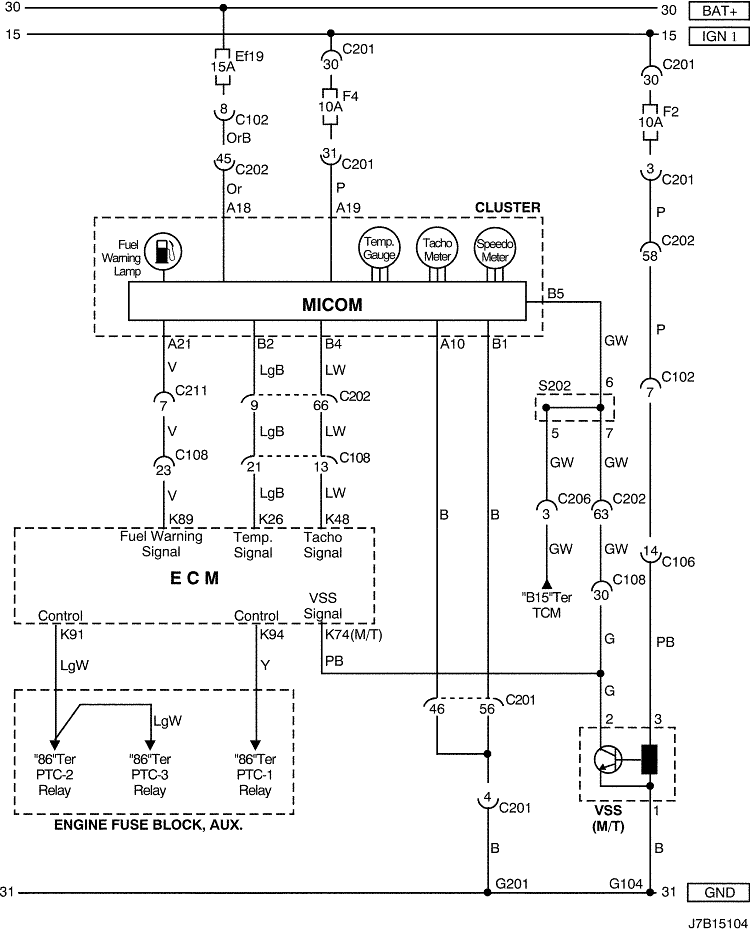 30
30
BAT+
15
15
IGN 1
Ef19
15A
C201
30
F4
10A
C201
30
F2
10A
8
C102
OrB
45
C202
Or
A18
31
C201
P
A19
3
C201
P
C202
58
CLUSTER
Fuel
Warning
Lamp
Temp.
Gauge
Tacho
Meter
Speedo
Meter
MICOM
B5
A21
B2
B4
A10
B1
V
LgB
LW
GW
P
C211
7
9
66
C202
S202
6
C102
7
V
LgB
LW
5
7
C108
23
21
13
C108
GW
GW
V
LgB
LW
B
B
3
C206
63
C202
K89
K26
K48
Fuel Warning
Signal
Temp.
Signal
Tacho
Signal
GW
GW
14
C106
ECM
"B15"Ter
TCM
30
C108
VSS
Signal
Control
Control
K91
K94
K74(M/T)
G
PB
LgW
Y
PB
G
LgW
46
56
C201
2
3
"86"Ter
PTC-2
Relay
"86"Ter
PTC-3
Relay
"86"Ter
PTC-1
Relay
ENGINE FUSE BLOCK, AUX.
4
C201
VSS
(M/T)
1
B
B
31
G201
G104
31
GND
J7B15104